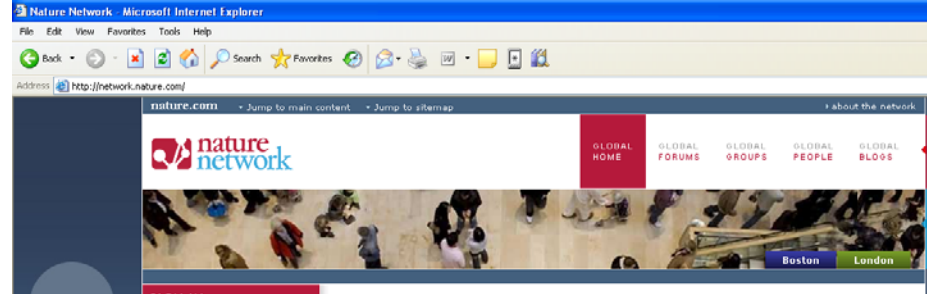 Nature Network - Microsoft Internet Explorer
File Edit View Favorites Tools Help
Back Search Favorites W
Address http://network.nature.com/
nature.com Jump to main content Jump to sitemap about the network
nature
network
GLOBAL HOME GLOBAL FORUMS GLOBAL GROUPS GLOBAL PEOPLE GLOBAL BLOGS
Boston London